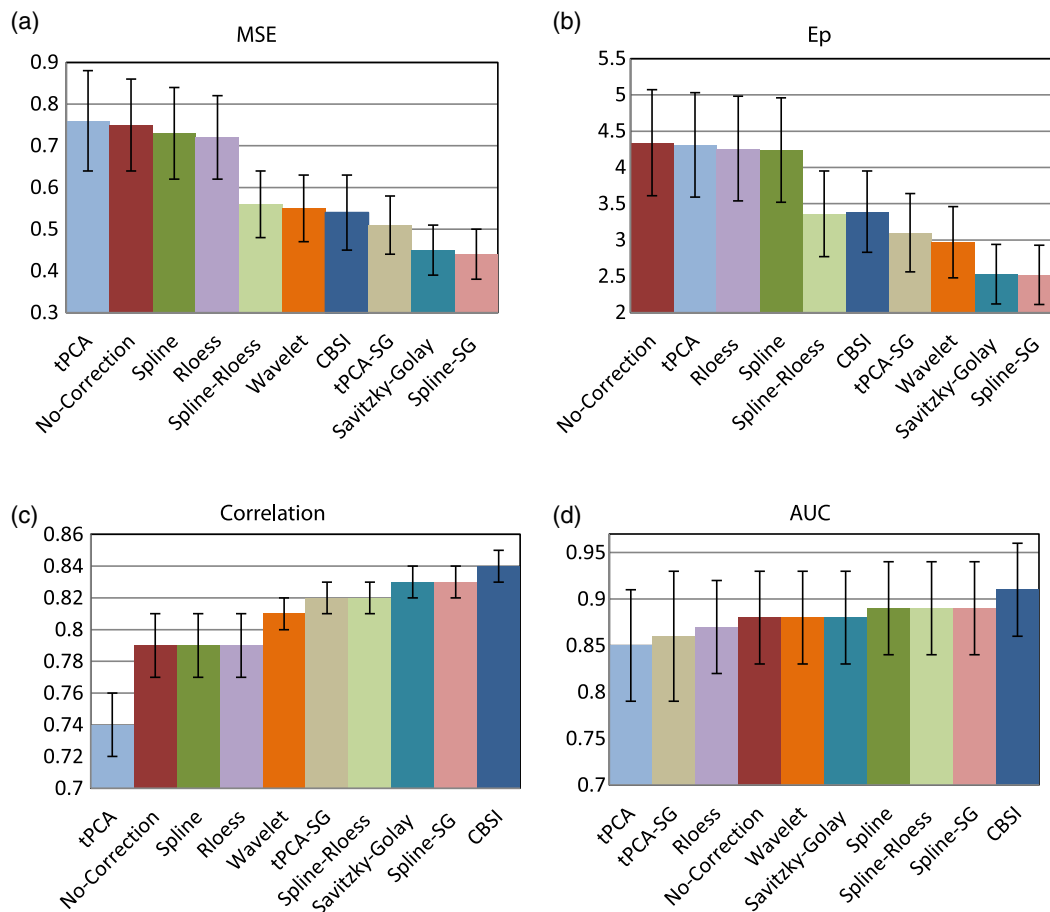 (a)
MSE
0.9
0.8
0.7
0.6
0.5
0.4
0.3
tPCA
No-Correction
Spline
Rloess
Spline-Rloess
Wavelet
CBSI
tPCA-SG
Savitzky-Golay
Spline-SG
(b)
Ep
5.5
5
4.5
4
3.5
3
2.5
2
No-Correction
tPCA
Rloess
Spline
Spline-Rloess
CBSI
tPCA-SG
Wavelet
Savitzky-Golay
Spline-SG
(c)
Correlation
0.86
0.84
0.82
0.8
0.78
0.76
0.74
0.72
0.7
tPCA
No-Correction
Spline
Rloess
Wavelet
tPCA-SG
Spline-Rloess
Savitzky-Golay
Spline-SG
CBSI
(d)
AUC
0.95
0.9
0.85
0.8
0.75
0.7
tPCA
tPCA-SG
Rloess
No-Correction
Wavelet
Savitzky-Golay
Spline
Spline-Rloess
Spline-SG
CBSI